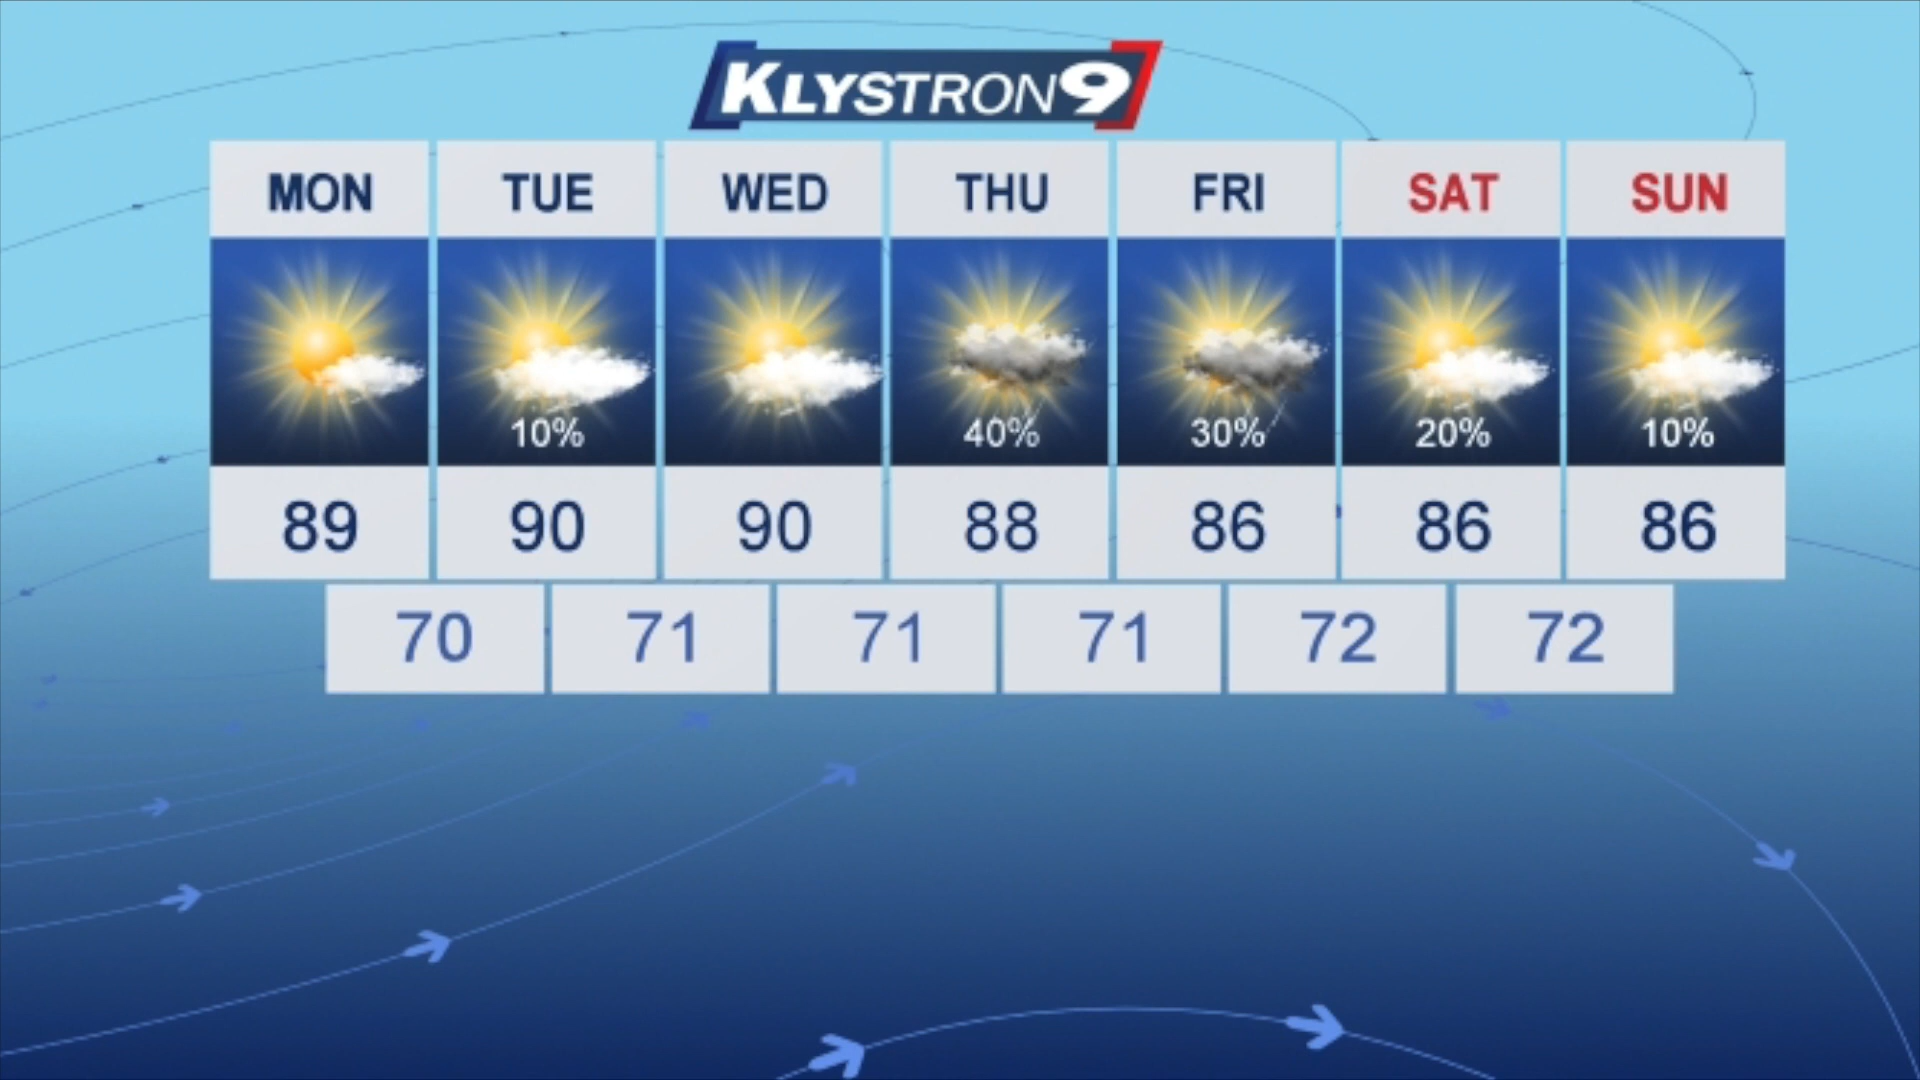 KLYSTRON9
MON TUE WED THU FRI SAT SUN
10% 40% 30% 20% 10%
89 90 90 88 86 86 86
70 71 71 71 72 72